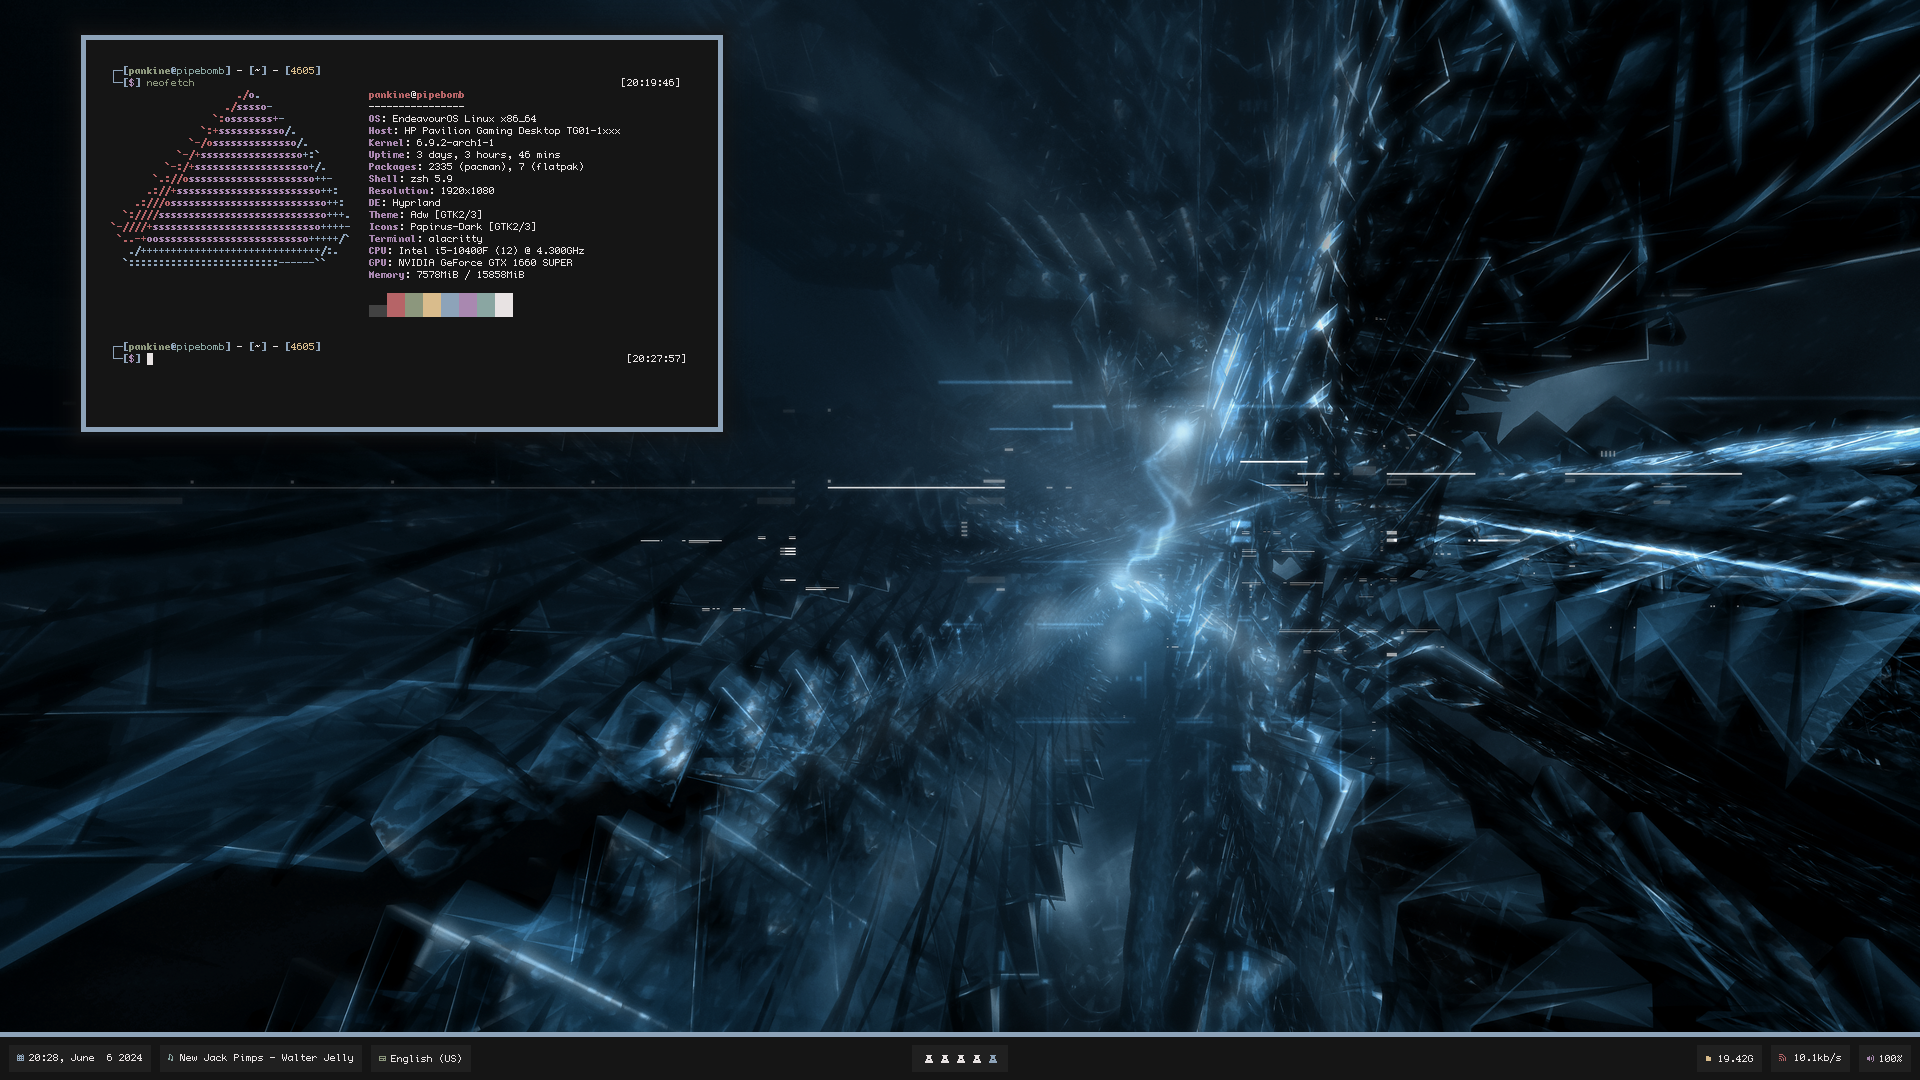 ┌─[pankine@pipebomb] - [~] - [4605]
└─[$] neofetch [20:19:46]
./o. pankine@pipebomb
./sssso- ----------------
`:osssssss+- OS: EndeavourOS Linux x86_64
`:+sssssssssso/. Host: HP Pavilion Gaming Desktop TG01-1xxx
`-/ossssssssssssso/. Kernel: 6.9.2-arch1-1
`-/+sssssssssssssssso+:` Uptime: 3 days, 3 hours, 46 mins
`-:/+sssssssssssssssssso+/. Packages: 2335 (pacman), 7 (flatpak)
`.://osssssssssssssssssssso++- Shell: zsh 5.9
.://+ssssssssssssssssssssssso++: Resolution: 1920x1080
.:///ossssssssssssssssssssssssso++: DE: Hyprland
`:////ssssssssssssssssssssssssssso+++. Theme: Adw [GTK2/3]
`-////+ssssssssssssssssssssssssssso++++- Icons: Papirus-Dark [GTK2/3]
`..-+oosssssssssssssssssssssssso+++++/` Terminal: alacritty
./++++++++++++++++++++++++++++++/:. CPU: Intel i5-10400F (12) @ 4.300GHz
`:::::::::::::::::::::::::------`` GPU: NVIDIA GeForce GTX 1660 SUPER
Memory: 7578MiB / 15858MiB
┌─[pankine@pipebomb] - [~] - [4605]
└─[$] [20:27:57]
20:28, June  6 2024 New Jack Pimps - Walter Jelly English (US) 19.42G 10.1kb/s 100%